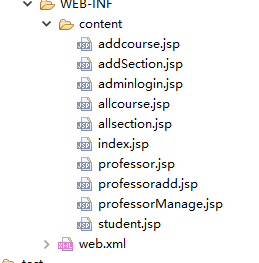 WEB-INF
content
addcourse.jsp
addSection.jsp
adminlogin.jsp
allcourse.jsp
allsection.jsp
index.jsp
professor.jsp
professoradd.jsp
professorManage.jsp
student.jsp
web.xml